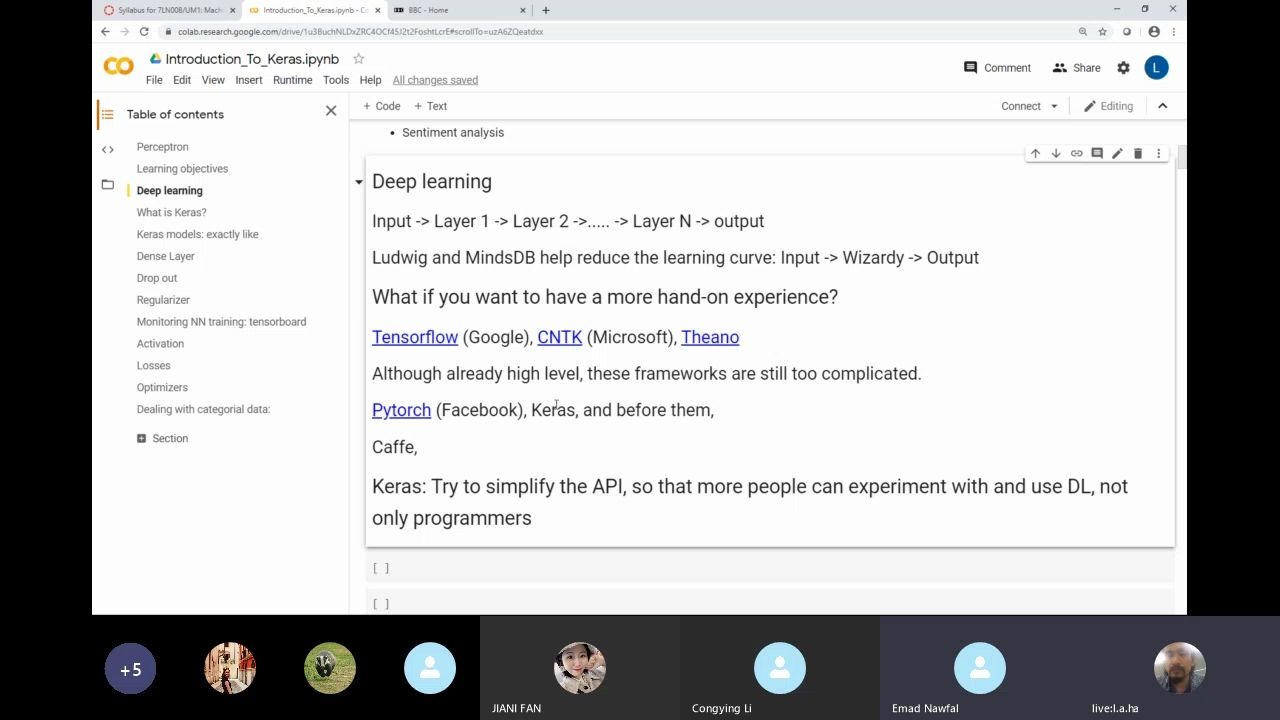 Syllabus for 7LN008/UM1: Mach
Introduction_To_Keras.ipynb - Co
BBC - Home
colab.research.google.com/drive/1u3BuchNLDxZRC4OCf45J2t2FoshtLcrE#scrollTo=uzA6ZQeatdxx
Introduction_To_Keras.ipynb
File Edit View Insert Runtime Tools Help All changes saved
Comment Share L
Table of contents
+ Code + Text
Connect Editing
Perceptron
Learning objectives
Deep learning
What is Keras?
Keras models: exactly like
Dense Layer
Drop out
Regularizer
Monitoring NN training: tensorboard
Activation
Losses
Optimizers
Dealing with categorial data:
Section
• Sentiment analysis
Deep learning
Input -> Layer 1 -> Layer 2 ->..... -> Layer N -> output
Ludwig and MindsDB help reduce the learning curve: Input -> Wizardy -> Output
What if you want to have a more hand-on experience?
Tensorflow (Google), CNTK (Microsoft), Theano
Although already high level, these frameworks are still too complicated.
Pytorch (Facebook), Keras, and before them,
Caffe,
Keras: Try to simplify the API, so that more people can experiment with and use DL, not
only programmers
[ ]
[ ]
+5
JIANI FAN
Congying Li
Emad Nawfal
live:l.a.ha